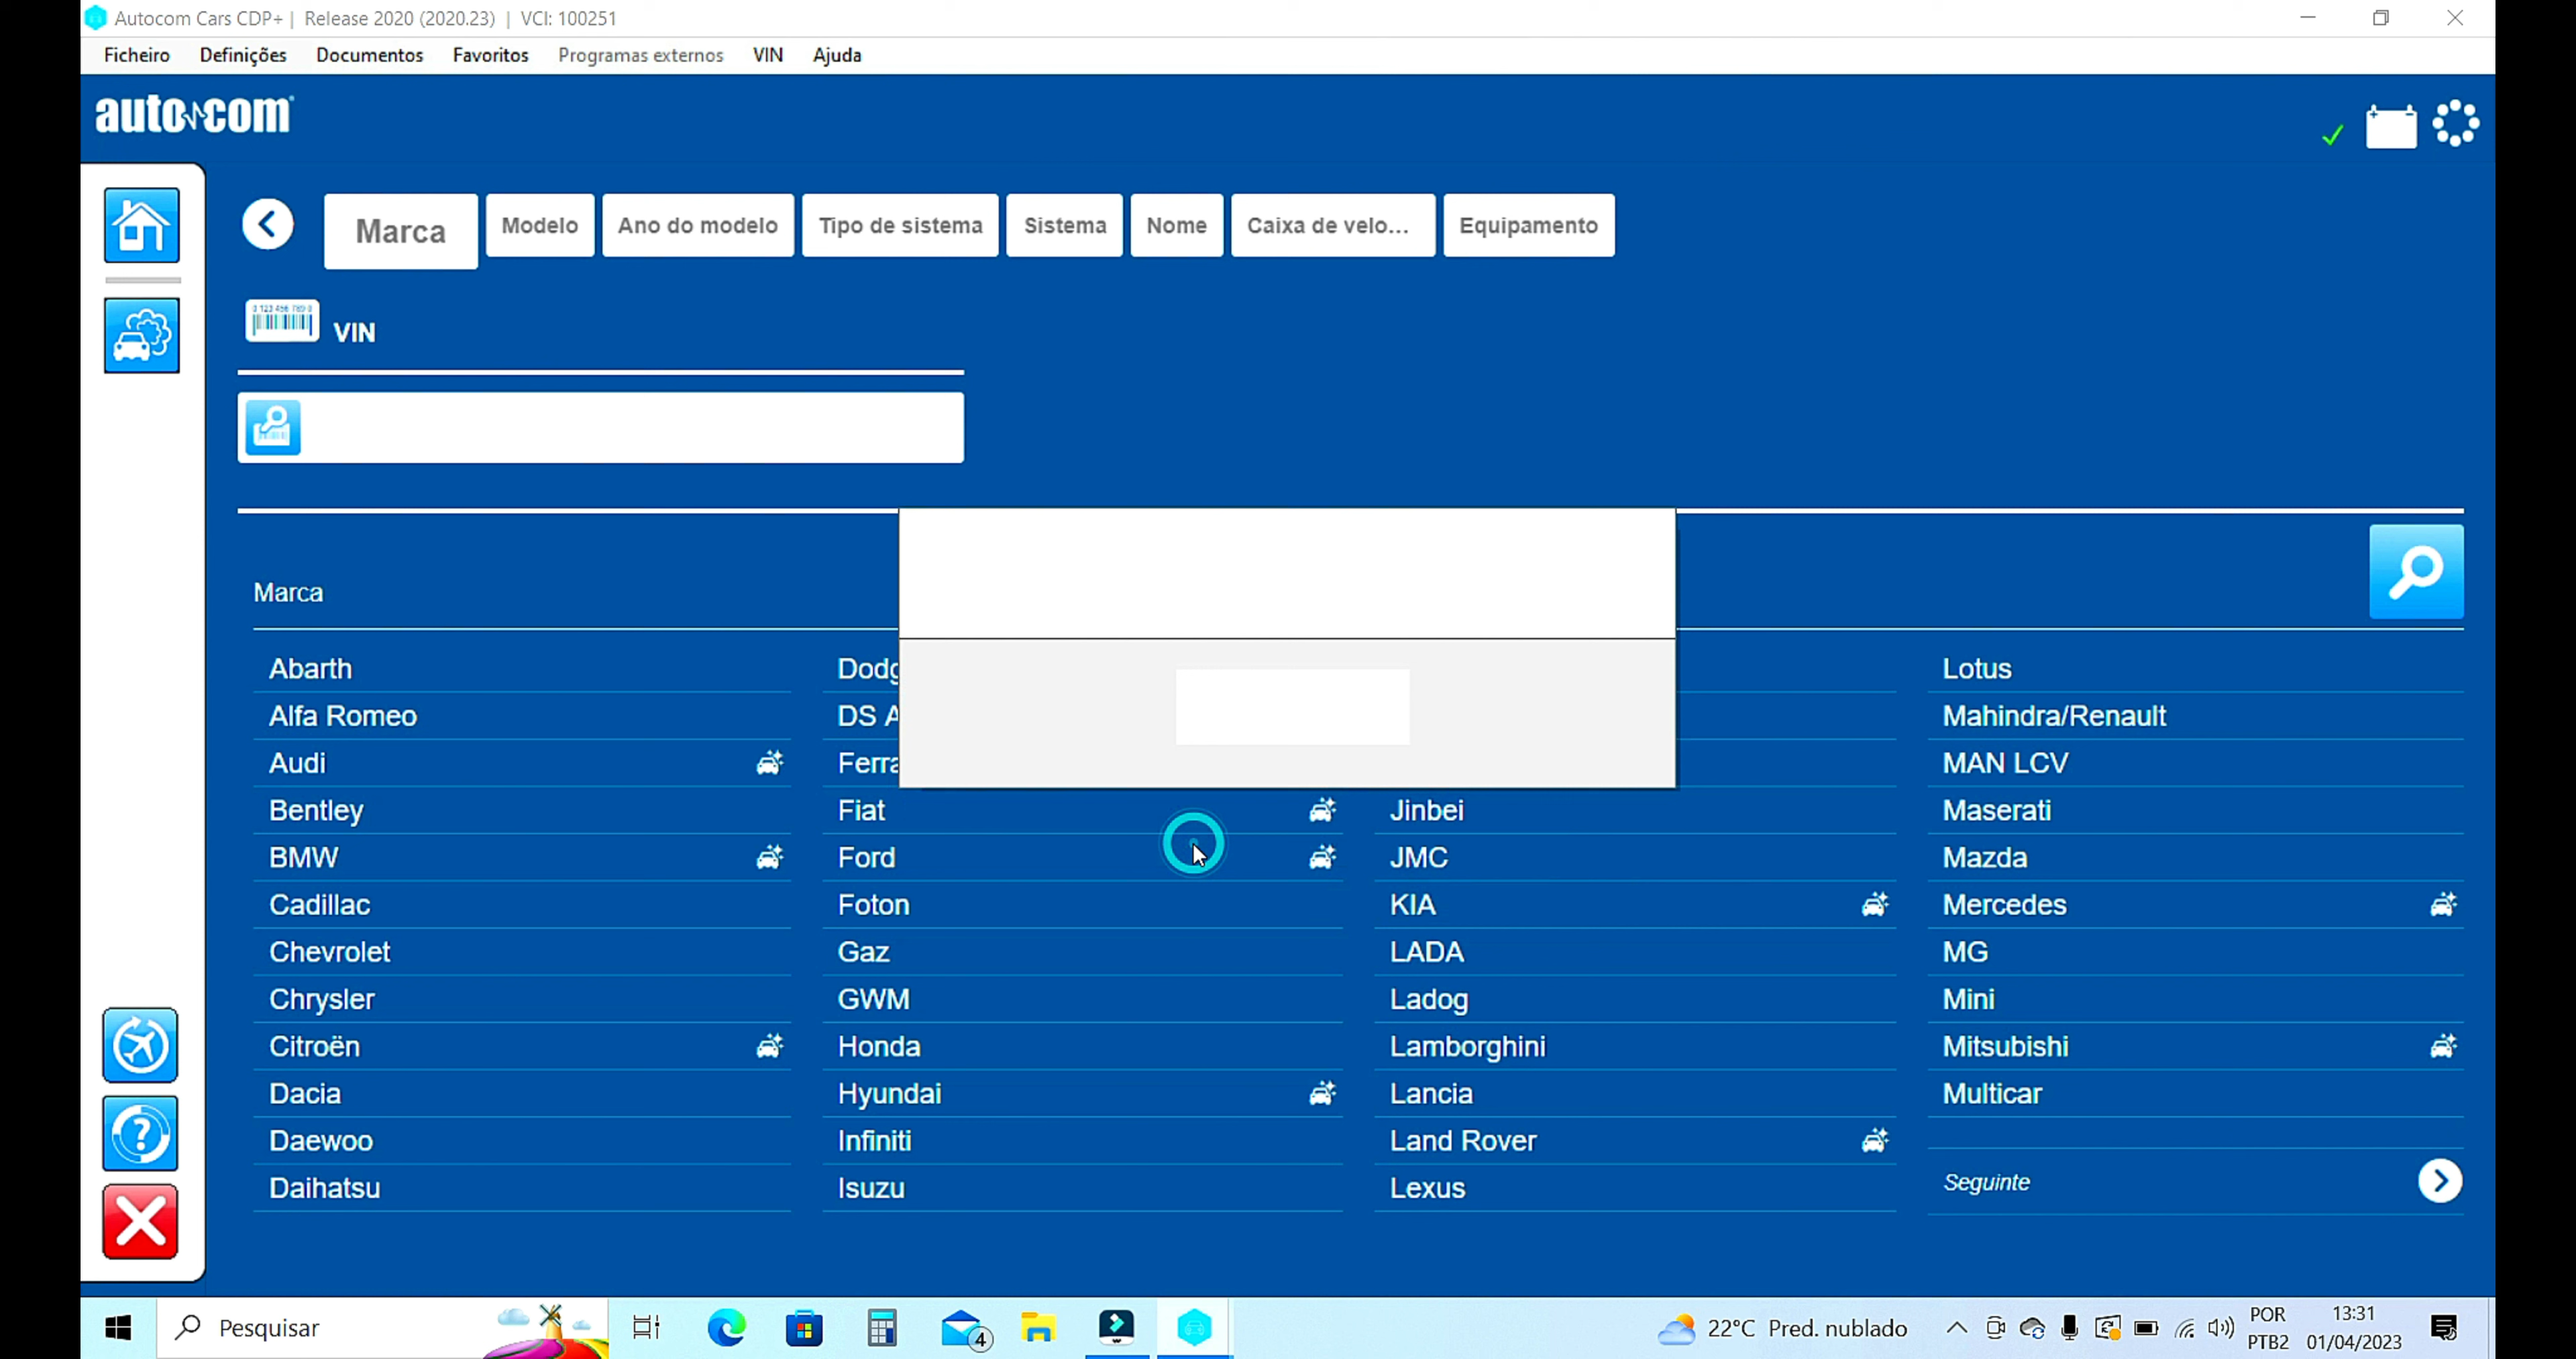 Autocom Cars CDP+ | Release 2020 (2020.23) | VCI: 100251
Ficheiro Definições Documentos Favoritos Programas externos VIN Ajuda
autocom
Marca Modelo Ano do modelo Tipo de sistema Sistema Nome Caixa de velo... Equipamento
VIN
Marca
Abarth
Alfa Romeo
Audi
Bentley
BMW
Cadillac
Chevrolet
Chrysler
Citroën
Dacia
Daewoo
Daihatsu
Dodg
DS A
Ferra
Fiat
Ford
Foton
Gaz
GWM
Honda
Hyundai
Infiniti
Isuzu
Jinbei
JMC
KIA
LADA
Ladog
Lamborghini
Lancia
Land Rover
Lexus
Lotus
Mahindra/Renault
MAN LCV
Maserati
Mazda
Mercedes
MG
Mini
Mitsubishi
Multicar
Seguinte
Pesquisar
4
22°C Pred. nublado
POR
PTB2
13:31
01/04/2023